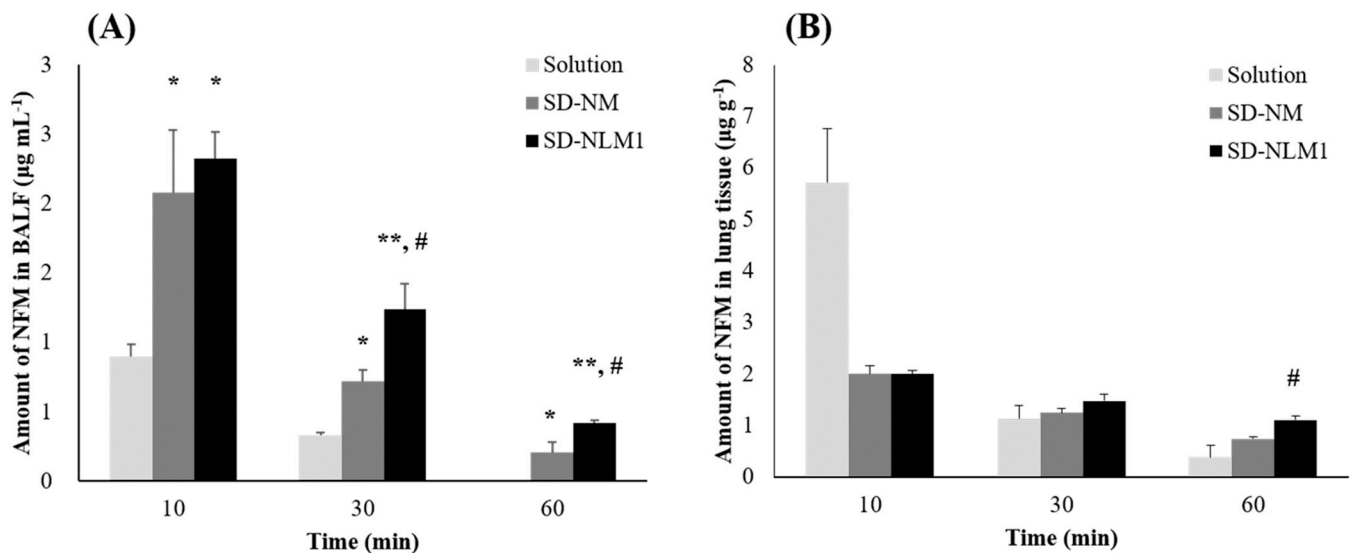 (A)
Amount of NFM in BALF (µg mL⁻¹)
3
3
2
2
1
1
0
* *
*
**, #
*
**, #
Solution
SD-NM
SD-NLM1
10 30 60
Time (min)
(B)
Amount of NFM in lung tissue (µg g⁻¹)
8
7
6
5
4
3
2
1
0
#
Solution
SD-NM
SD-NLM1
10 30 60
Time (min)